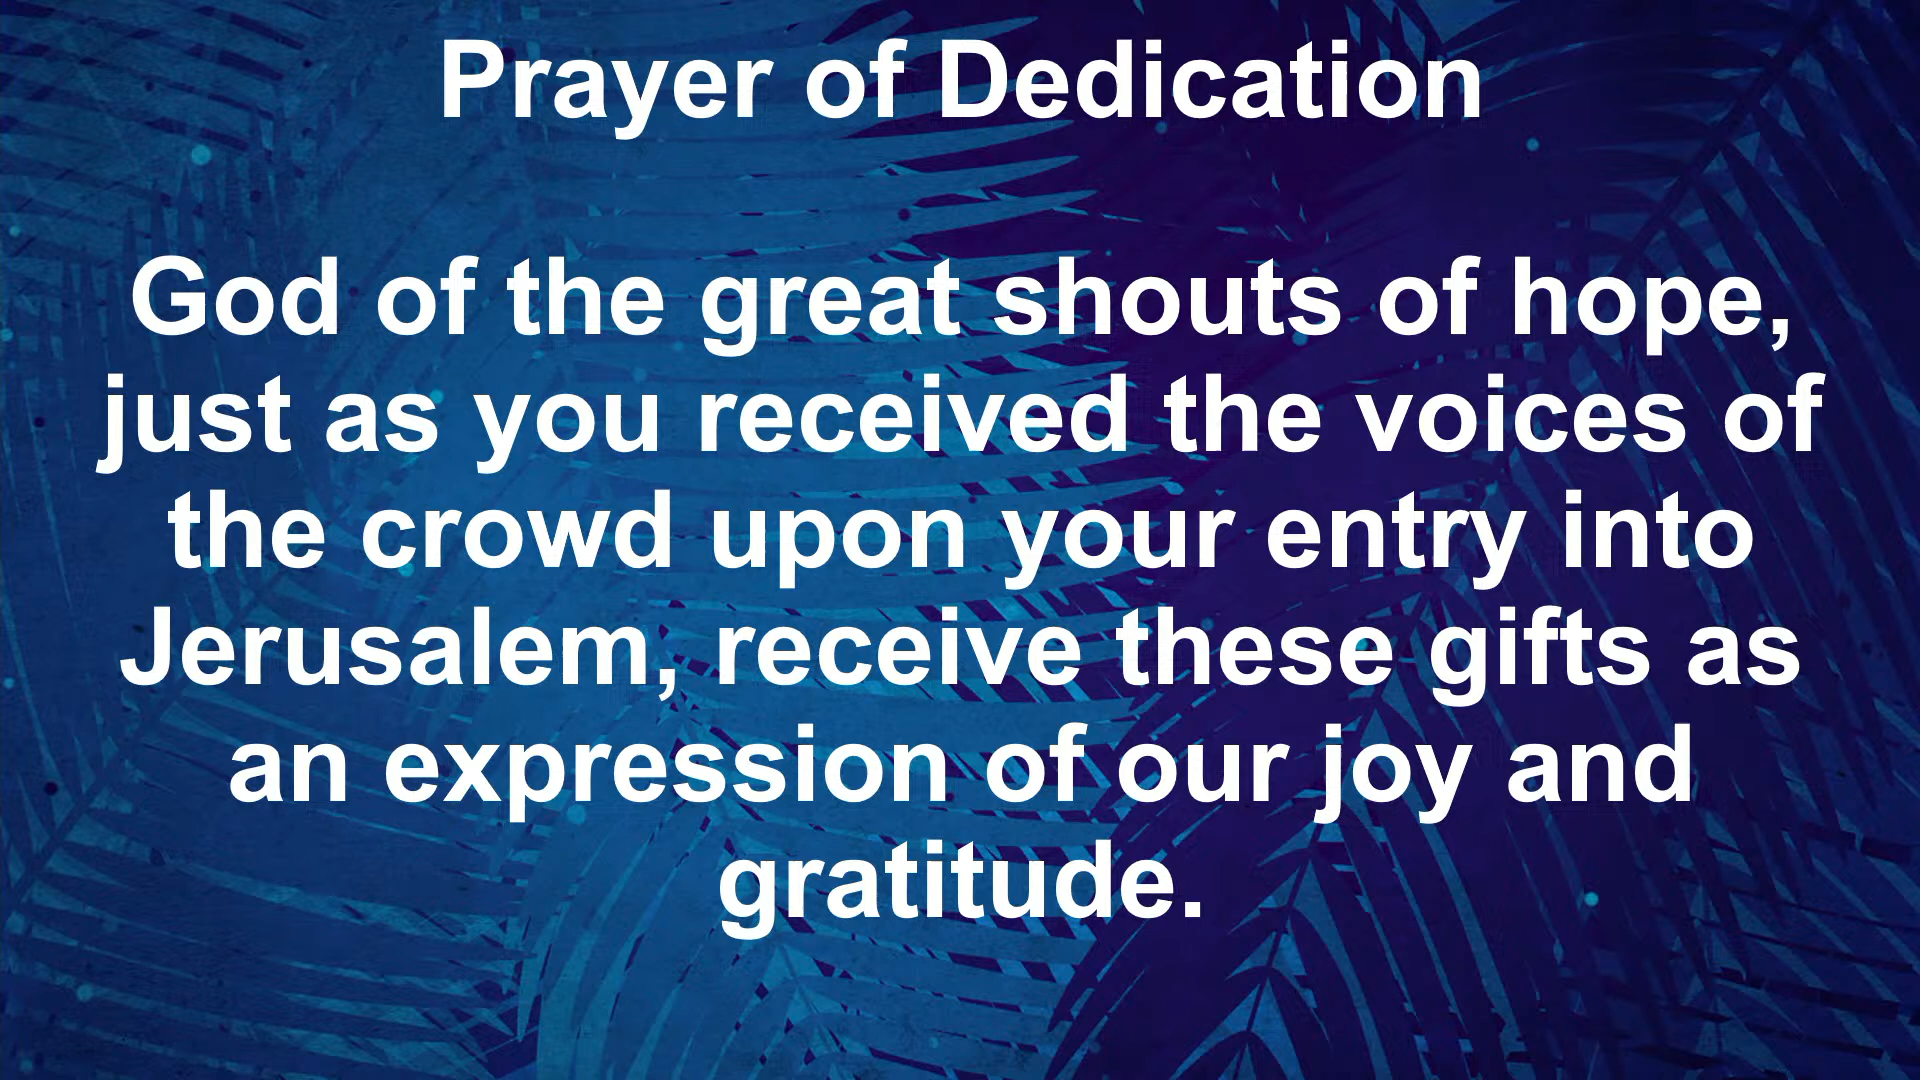 Prayer of Dedication
God of the great shouts of hope,
just as you received the voices of
the crowd upon your entry into
Jerusalem, receive these gifts as
an expression of our joy and
gratitude.